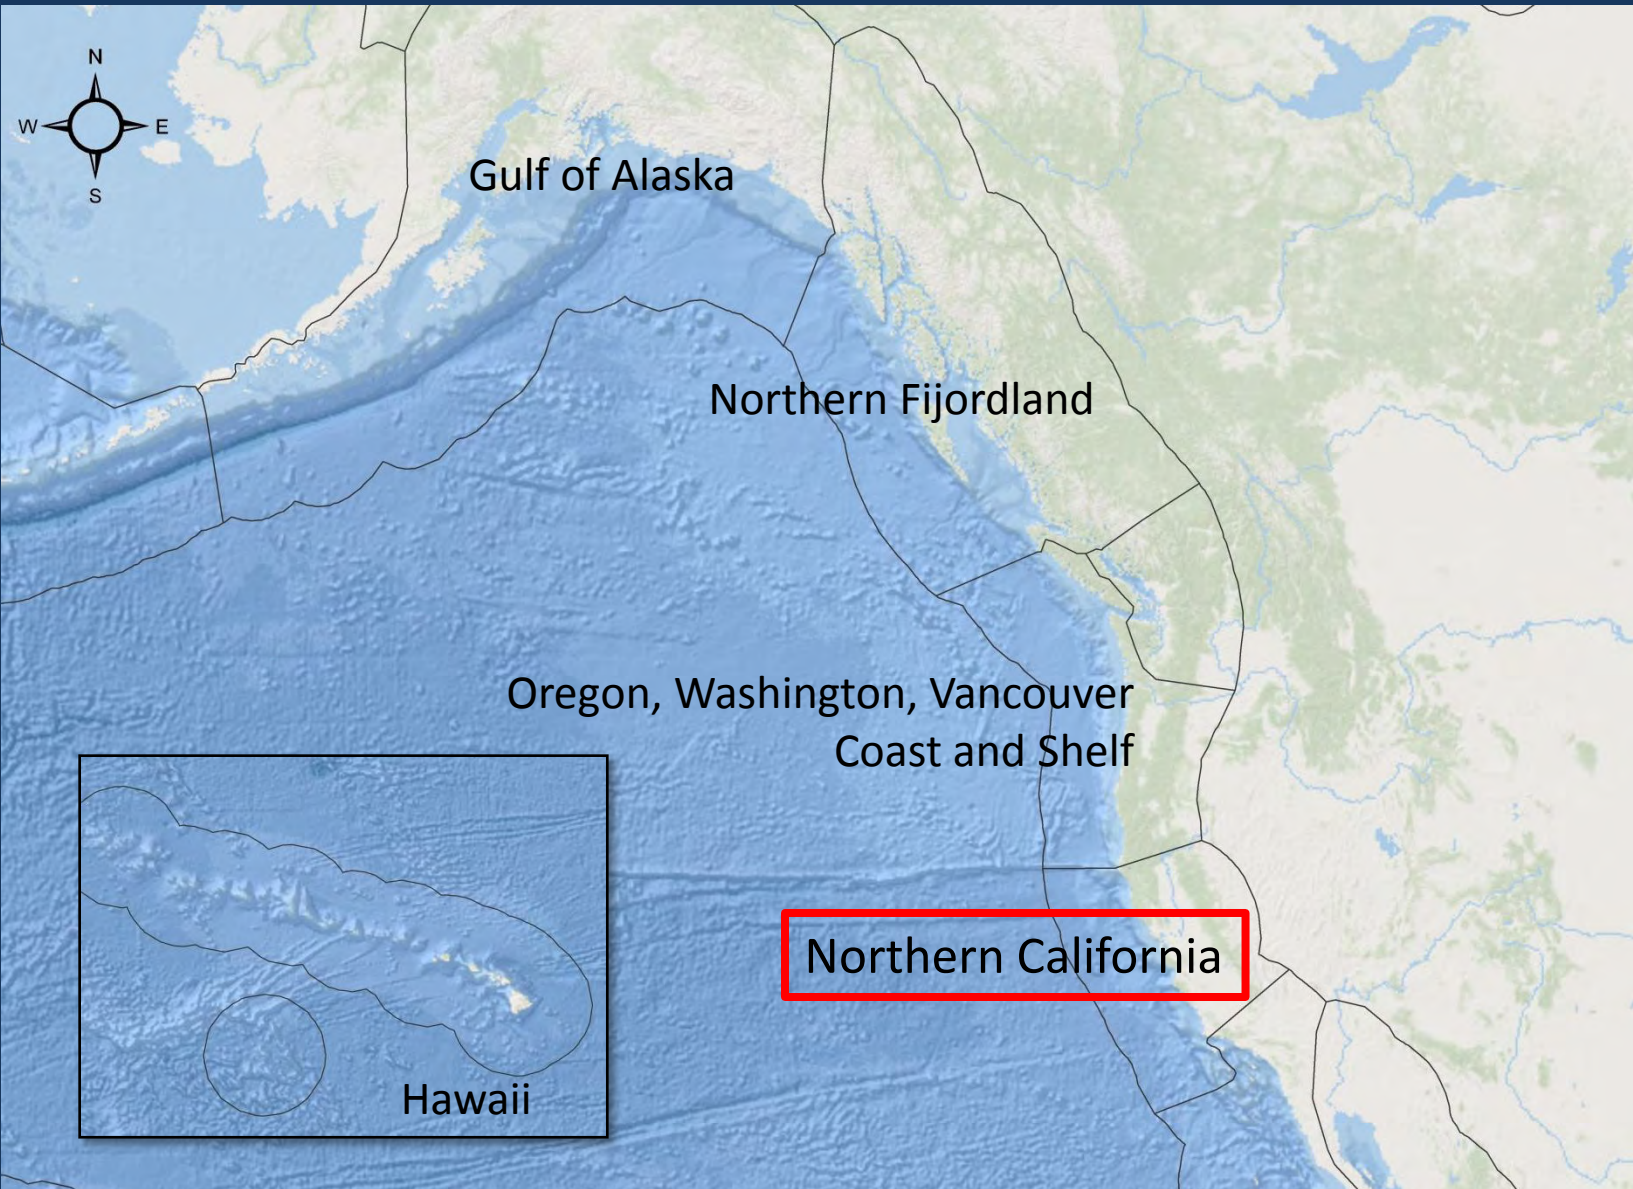 N
W E
S
Gulf of Alaska
Northern Fijordland
Oregon, Washington, Vancouver
Coast and Shelf
Northern California
Hawaii